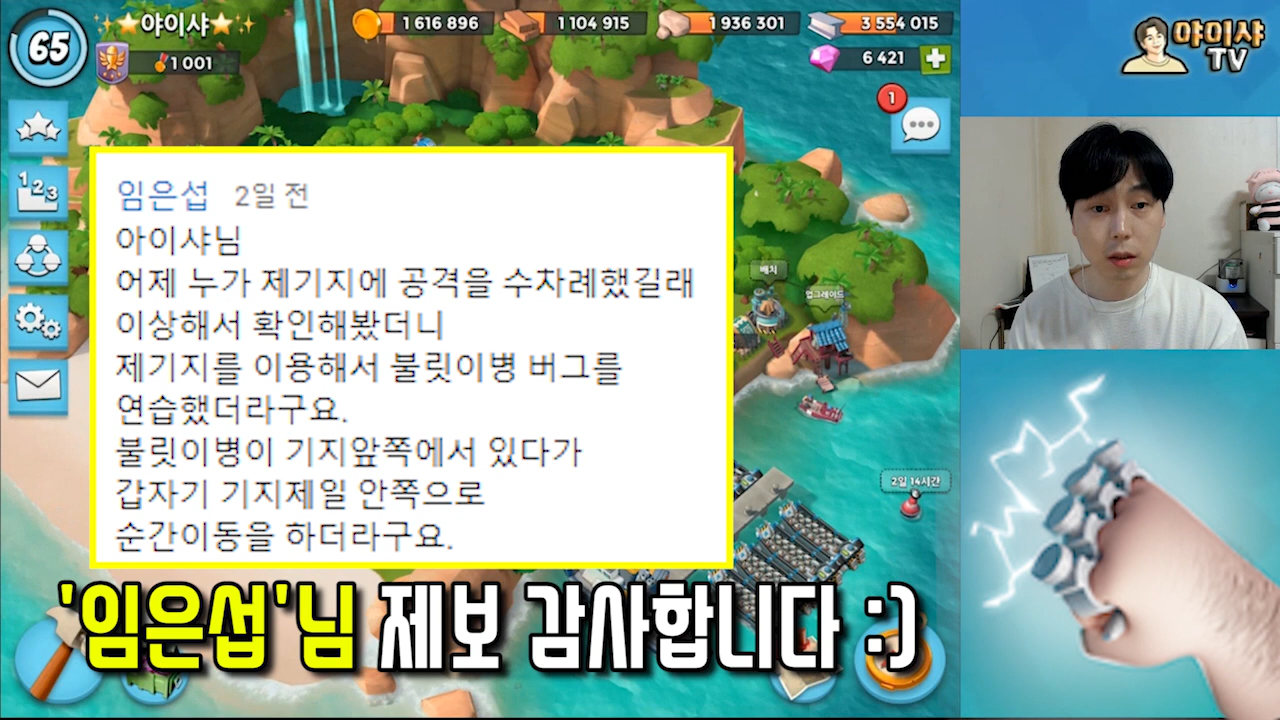 65
⭐야이샤⭐
1 001
1 616 896
1 104 915
1 936 301
3 554 015
6 421
1
야이샤
TV
1 2 3
임은섭 2일 전
아이샤님
어제 누가 제기지에 공격을 수차례했길래
이상해서 확인해봤더니
제기지를 이용해서 불릿이병 버그를
연습했더라구요.
불릿이병이 기지앞쪽에서 있다가
갑자기 기지제일 안쪽으로
순간이동을 하더라구요.
배치
업그레이드
2일 14시간
'임은섭'님 제보 감사합니다 :)